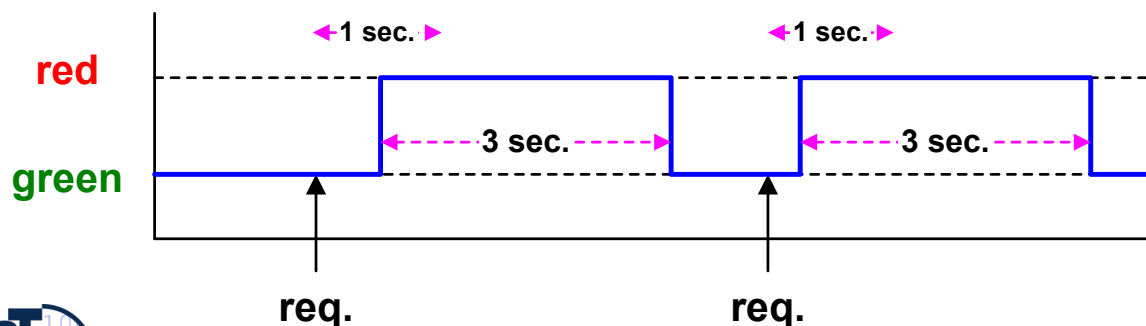 1 sec. 1 sec.
red
3 sec. 3 sec.
green
req. req.